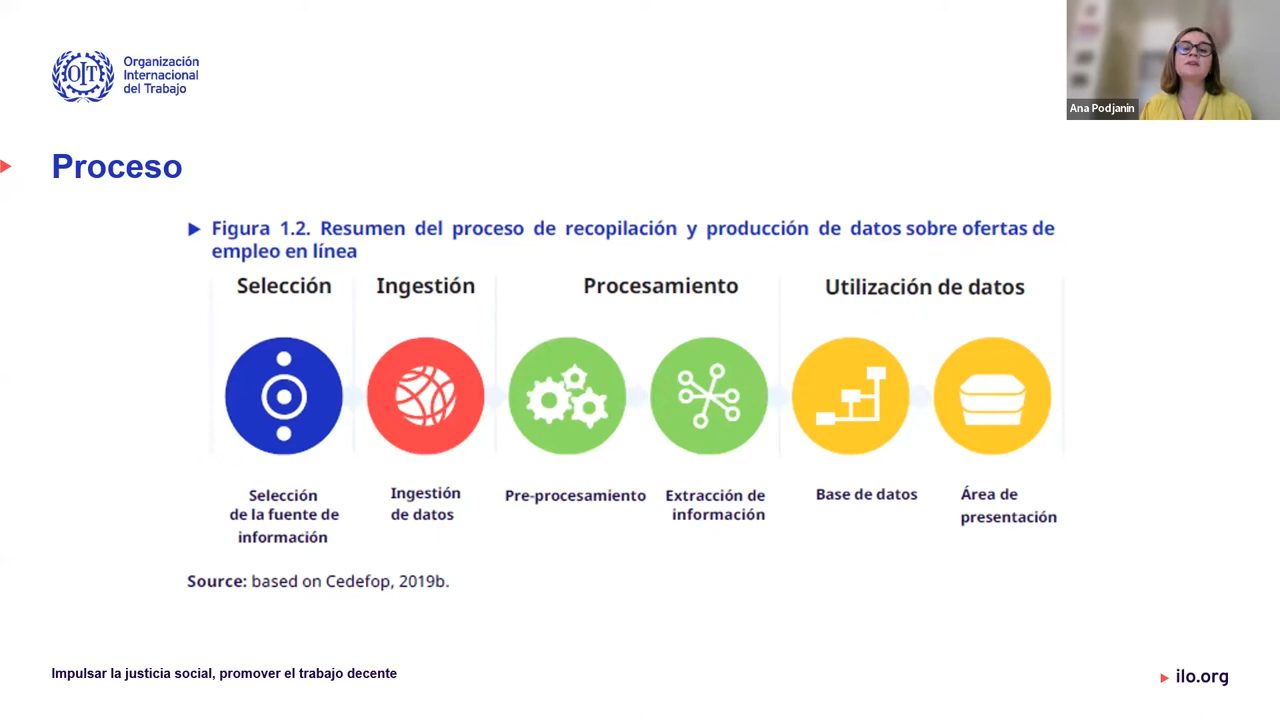 Organización
Internacional
del Trabajo
OIT
Ana Podjanin
Proceso
Figura 1.2. Resumen del proceso de recopilación y producción de datos sobre ofertas de
empleo en línea
Selección
Ingestión
Procesamiento
Utilización de datos
Selección
de la fuente de
información
Ingestión
de datos
Pre-procesamiento
Extracción de
información
Base de datos
Área de
presentación
Source: based on Cedefop, 2019b.
Impulsar la justicia social, promover el trabajo decente
ilo.org